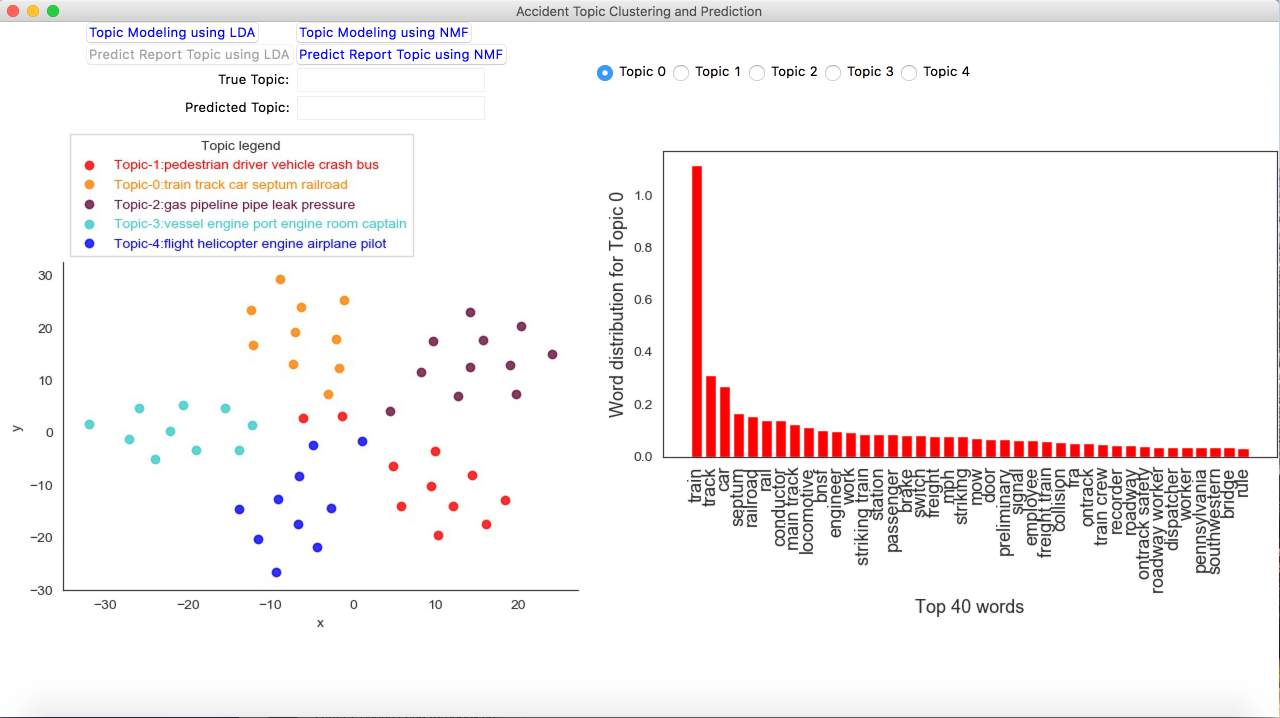 Accident Topic Clustering and Prediction
Topic Modeling using LDA
Topic Modeling using NMF
Predict Report Topic using LDA
Predict Report Topic using NMF
True Topic:
Predicted Topic:
Topic 0
Topic 1
Topic 2
Topic 3
Topic 4
Topic legend
Topic-1:pedestrian driver vehicle crash bus
Topic-0:train track car septum railroad
Topic-2:gas pipeline pipe leak pressure
Topic-3:vessel engine port engine room captain
Topic-4:flight helicopter engine airplane pilot
30
20
10
0
−10
−20
−30
y
−30
−20
−10
0
10
20
x
Word distribution for Topic 0
1.0
0.8
0.6
0.4
0.2
0.0
train
track
car
septum
railroad
rail
conductor
main track
locomotive
bnsf
engineer
work
striking train
station
passenger
brake
switch
freight
mph
striking
mow
door
preliminary
signal
employee
freight train
collision
fra
ontrack
train crew
recorder
roadway
ontrack safety
roadway worker
dispatcher
worker
pennsylvania
southwestern
bridge
rule
Top 40 words